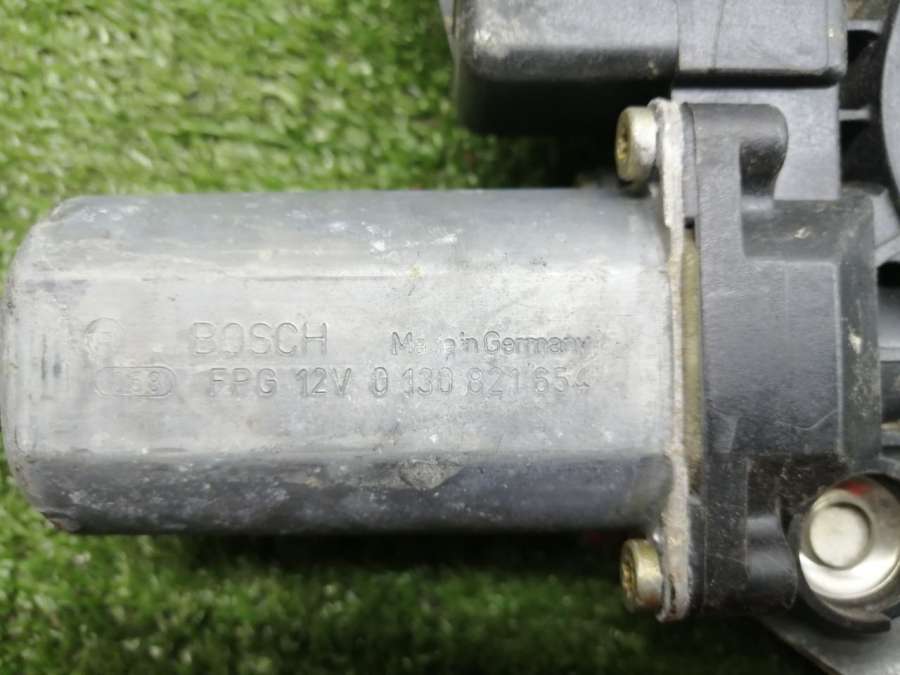 BOSCH Made in Germany
FPG 12V 0 130 821 654